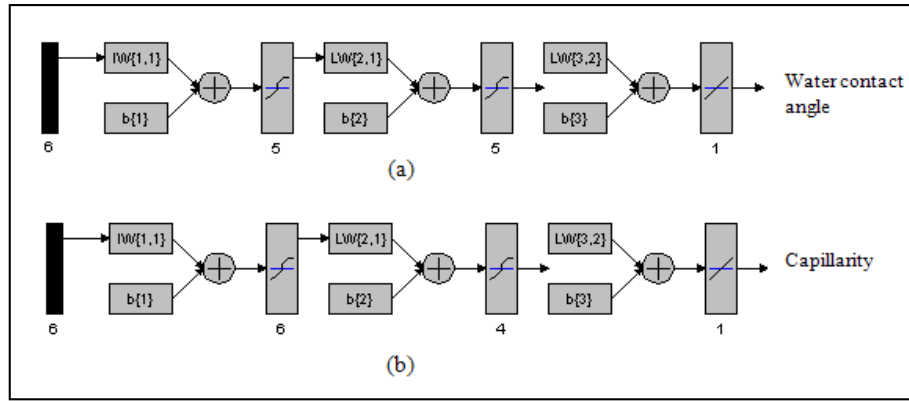 IW{1,1} LW{2,1} LW{3,2}
Water contact
angle
b{1} b{2} b{3}
6 5 5 1
(a)
IW{1,1} LW{2,1} LW{3,2}
Capillarity
b{1} b{2} b{3}
6 6 4 1
(b)